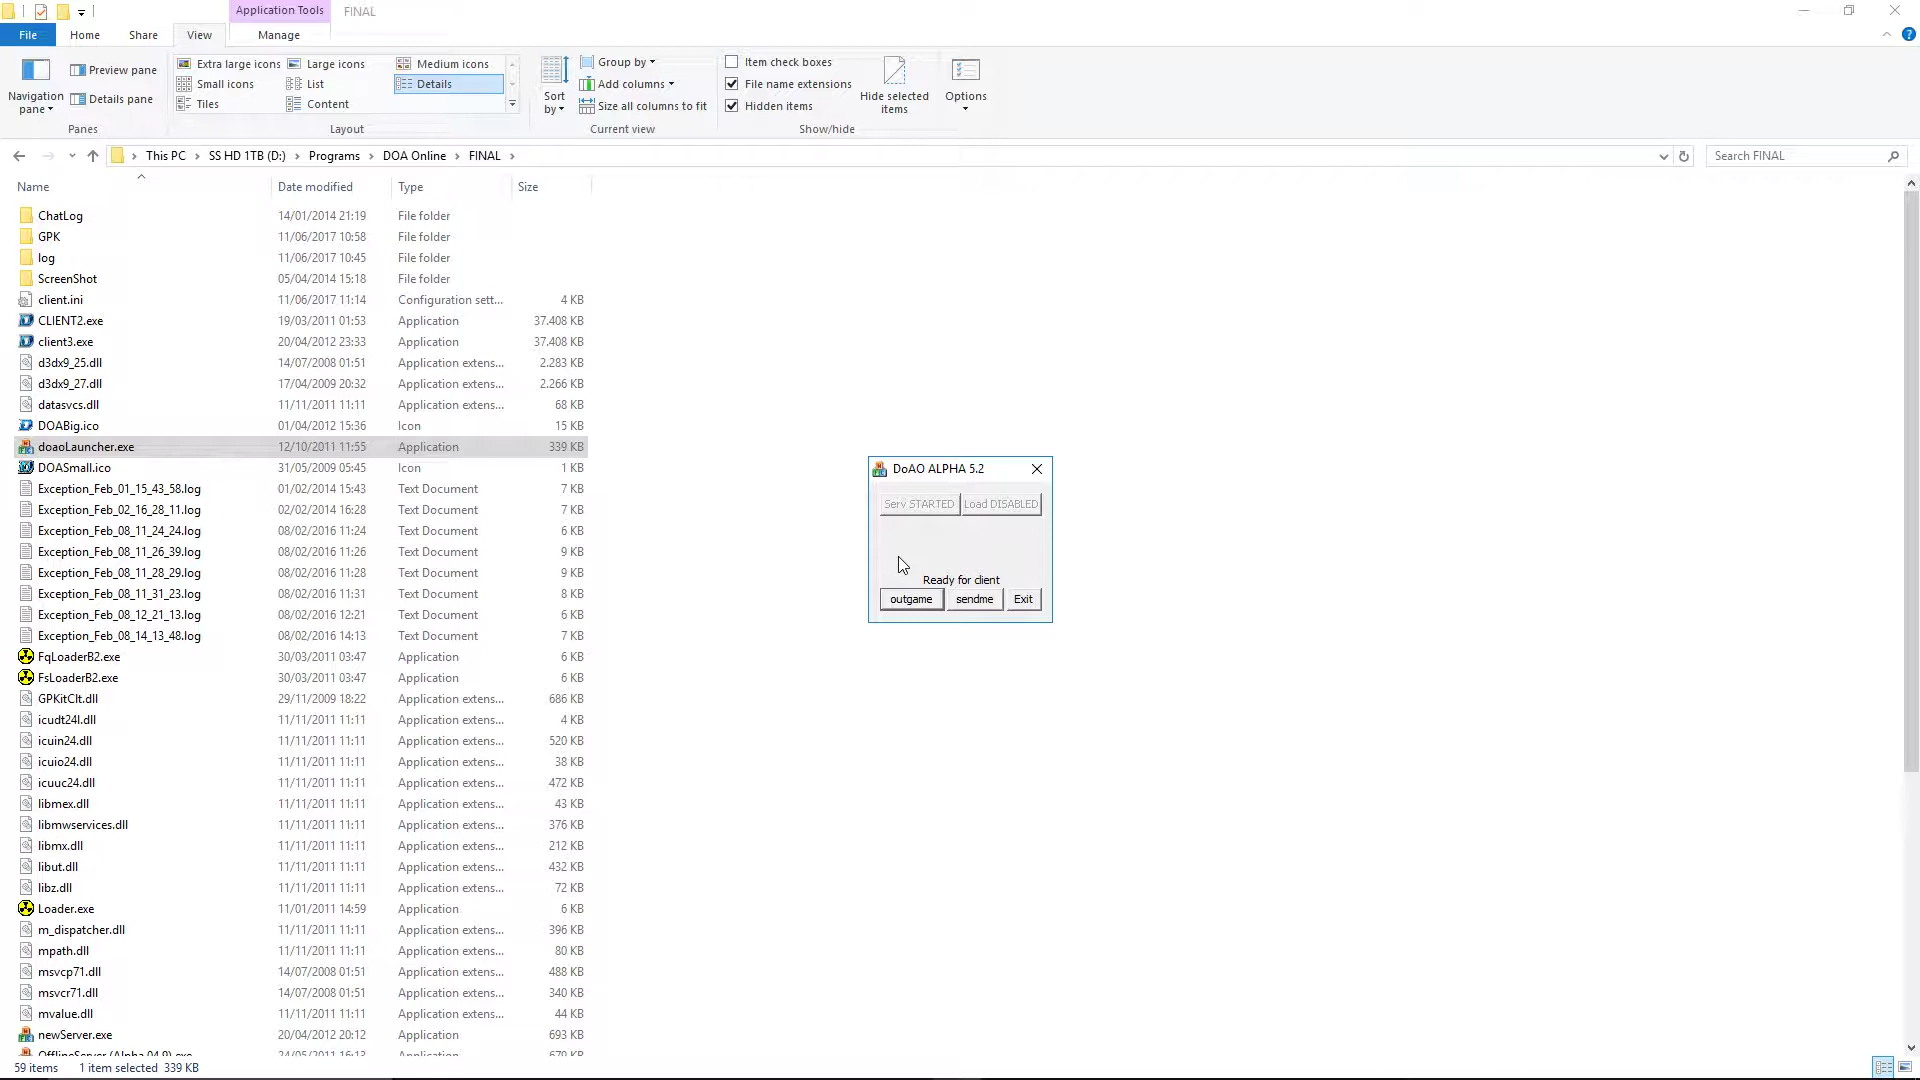 Application Tools FINAL
File Home Share View Manage
Navigation pane
Preview pane
Details pane
Panes
Extra large icons Large icons Medium icons
Small icons List Details
Tiles Content
Layout
Sort by
Group by
Add columns
Size all columns to fit
Current view
Item check boxes
File name extensions
Hidden items
Hide selected items
Show/hide
Options
This PC SS HD 1TB (D:) Programs DOA Online FINAL
Search FINAL
Name Date modified Type Size
ChatLog 14/01/2014 21:19 File folder
GPK 11/06/2017 10:58 File folder
log 11/06/2017 10:45 File folder
ScreenShot 05/04/2014 15:18 File folder
client.ini 11/06/2017 11:14 Configuration sett... 4 KB
CLIENT2.exe 19/03/2011 01:53 Application 37.408 KB
client3.exe 20/04/2012 23:33 Application 37.408 KB
d3dx9_25.dll 14/07/2008 01:51 Application extens... 2.283 KB
d3dx9_27.dll 17/04/2009 20:32 Application extens... 2.266 KB
datasvcs.dll 11/11/2011 11:11 Application extens... 68 KB
DOABig.ico 01/04/2012 15:36 Icon 15 KB
doaoLauncher.exe 12/10/2011 11:55 Application 339 KB
DOASmall.ico 31/05/2009 05:45 Icon 1 KB
Exception_Feb_01_15_43_58.log 01/02/2014 15:43 Text Document 7 KB
Exception_Feb_02_16_28_11.log 02/02/2014 16:28 Text Document 7 KB
Exception_Feb_08_11_24_24.log 08/02/2016 11:24 Text Document 6 KB
Exception_Feb_08_11_26_39.log 08/02/2016 11:26 Text Document 9 KB
Exception_Feb_08_11_28_29.log 08/02/2016 11:28 Text Document 9 KB
Exception_Feb_08_11_31_23.log 08/02/2016 11:31 Text Document 8 KB
Exception_Feb_08_12_21_13.log 08/02/2016 12:21 Text Document 6 KB
Exception_Feb_08_14_13_48.log 08/02/2016 14:13 Text Document 7 KB
FqLoaderB2.exe 30/03/2011 03:47 Application 6 KB
FsLoaderB2.exe 30/03/2011 03:47 Application 6 KB
GPKitClt.dll 29/11/2009 18:22 Application extens... 686 KB
icudt24l.dll 11/11/2011 11:11 Application extens... 4 KB
icuin24.dll 11/11/2011 11:11 Application extens... 520 KB
icuio24.dll 11/11/2011 11:11 Application extens... 38 KB
icuuc24.dll 11/11/2011 11:11 Application extens... 472 KB
libmex.dll 11/11/2011 11:11 Application extens... 43 KB
libmwservices.dll 11/11/2011 11:11 Application extens... 376 KB
libmx.dll 11/11/2011 11:11 Application extens... 212 KB
libut.dll 11/11/2011 11:11 Application extens... 432 KB
libz.dll 11/11/2011 11:11 Application extens... 72 KB
Loader.exe 11/01/2011 14:59 Application 6 KB
m_dispatcher.dll 11/11/2011 11:11 Application extens... 396 KB
mpath.dll 11/11/2011 11:11 Application extens... 80 KB
msvcp71.dll 14/07/2008 01:51 Application extens... 488 KB
msvcr71.dll 14/07/2008 01:51 Application extens... 340 KB
mvalue.dll 11/11/2011 11:11 Application extens... 44 KB
newServer.exe 20/04/2012 20:12 Application 693 KB
OfflineServer (Alpha 04.9).exe 24/05/2011 16:13 Application 679 KB
59 items 1 item selected 339 KB
DoAO ALPHA 5.2
Serv STARTED Load DISABLED
Ready for client
outgame sendme Exit